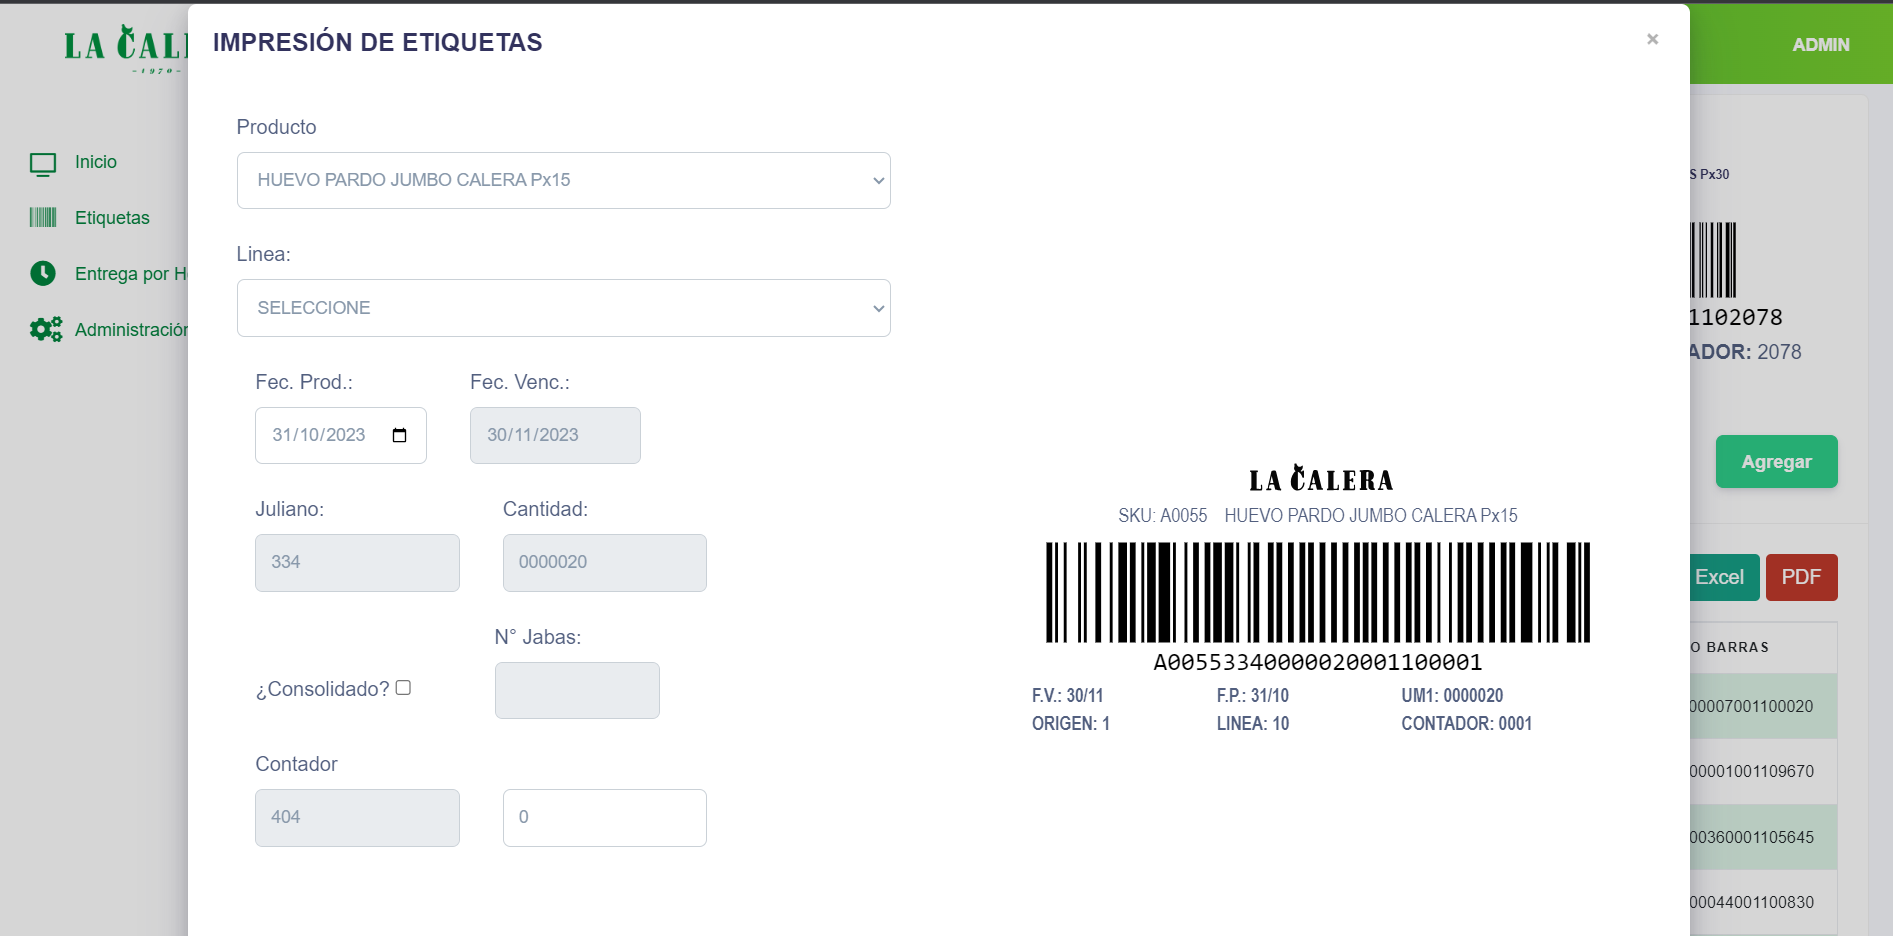 LA CALE
-1970-
Inicio
Etiquetas
Entrega por H
Administración
IMPRESIÓN DE ETIQUETAS
×
Producto
HUEVO PARDO JUMBO CALERA Px15
Linea:
SELECCIONE
Fec. Prod.: Fec. Venc.:
31/10/2023 30/11/2023
Juliano: Cantidad:
334 0000020
N° Jabas:
¿Consolidado?
Contador
404 0
LA CALERA
SKU: A0055 HUEVO PARDO JUMBO CALERA Px15
A00553340000020001100001
F.V.: 30/11 F.P.: 31/10 UM1: 0000020
ORIGEN: 1 LINEA: 10 CONTADOR: 0001
ADMIN
S Px30
1102078
ADOR: 2078
Agregar
Excel PDF
O BARRAS
00007001100020
00001001109670
00360001105645
00044001100830